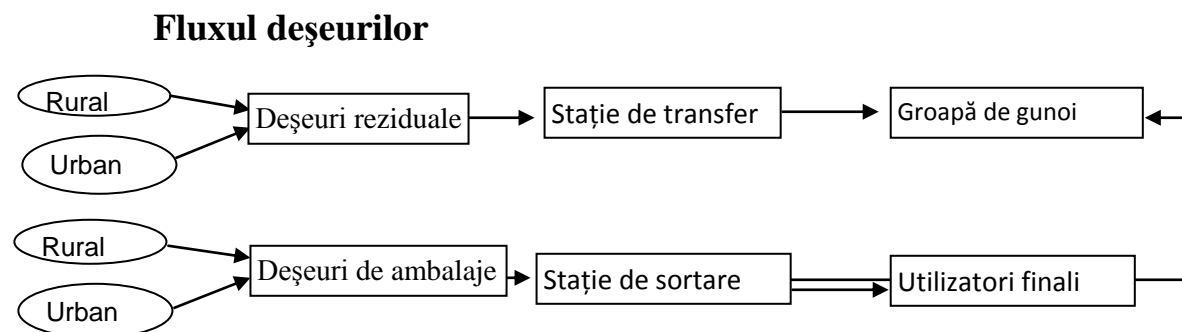 Fluxul deşeurilor
Rural
Deşeuri reziduale
Stație de transfer
Groapă de gunoi
Urban
Rural
Deşeuri de ambalaje
Stație de sortare
Utilizatori finali
Urban